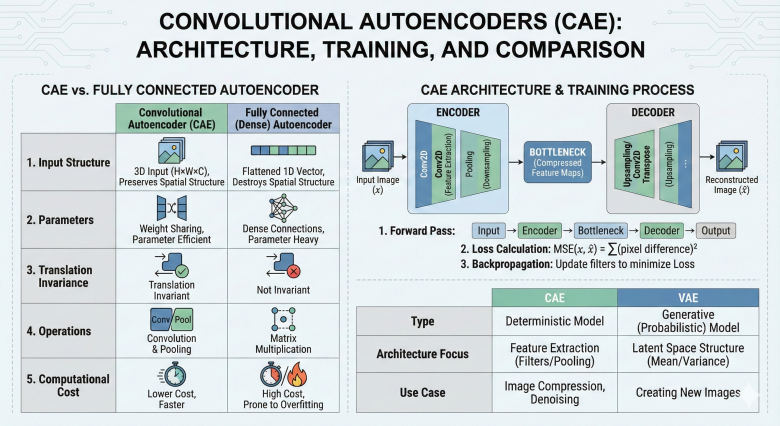 CONVOLUTIONAL AUTOENCODERS (CAE):
ARCHITECTURE, TRAINING, AND COMPARISON
CAE vs. FULLY CONNECTED AUTOENCODER
Convolutional
Autoencoder (CAE)
Fully Connected
(Dense) Autoencoder
1. Input Structure
3D Input (H×W×C),
Preserves Spatial Structure
Flattened 1D Vector,
Destroys Spatial Structure
2. Parameters
Weight Sharing,
Parameter Efficient
Dense Connections,
Parameter Heavy
3. Translation
Invariance
Translation
Invariant
Not Invariant
4. Operations
Conv
Pool
Convolution
& Pooling
Matrix
Multiplication
5. Computational
Cost
Lower Cost,
Faster
High Cost,
Prone to Overfitting
CAE ARCHITECTURE & TRAINING PROCESS
Input Image
(x)
ENCODER
Conv2D
Conv2D
(Feature Extraction)
Pooling
(Downsampling)
BOTTLENECK
(Compressed
Feature Maps)
DECODER
Upsampling/
Conv2D
Transpose
(Upsampling)
...
Reconstructed
Image (x̂)
1. Forward Pass:
Input → Encoder → Bottleneck → Decoder → Output
2. Loss Calculation: MSE(x, x̂) = ∑(pixel difference)²
3. Backpropagation: Update filters to minimize Loss
CAE
VAE
Type
Deterministic Model
Generative
(Probabilistic) Model
Architecture Focus
Feature Extraction
(Filters/Pooling)
Latent Space Structure
(Mean/Variance)
Use Case
Image Compression,
Denoising
Creating New Images